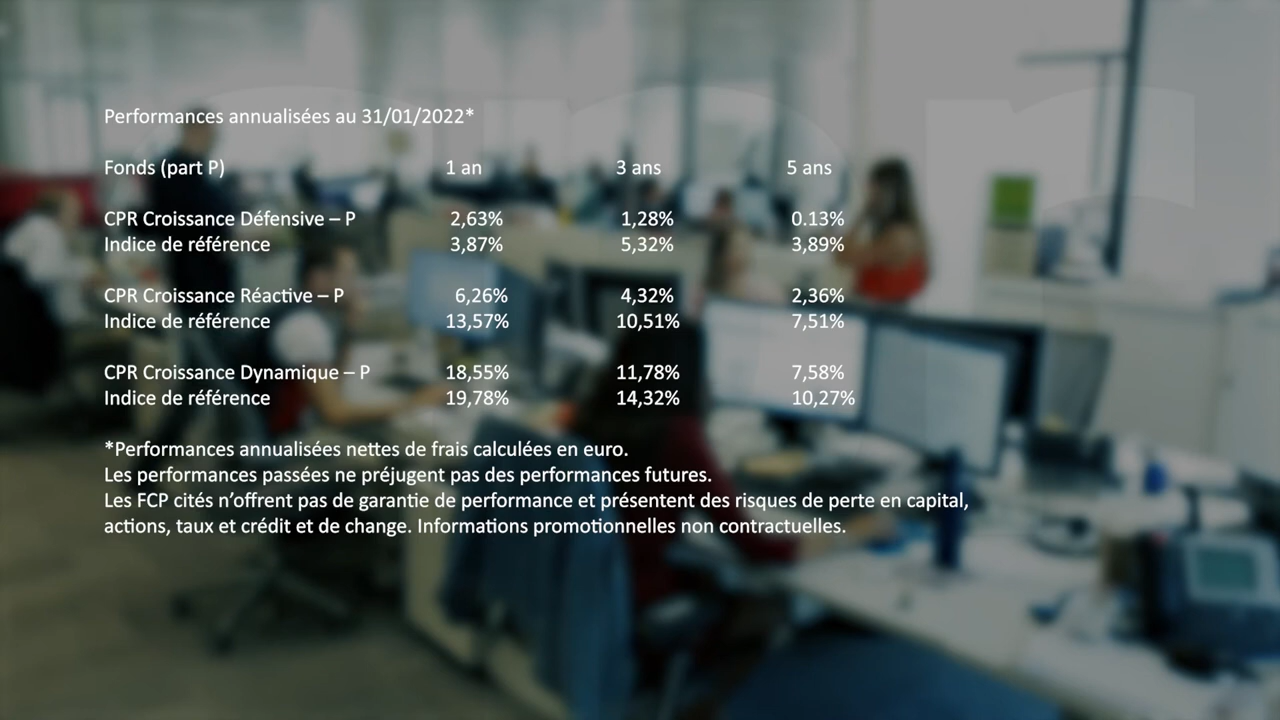 Performances annualisées au 31/01/2022*
Fonds (part P) 1 an 3 ans 5 ans
CPR Croissance Défensive – P 2,63% 1,28% 0.13%
Indice de référence 3,87% 5,32% 3,89%
CPR Croissance Réactive – P 6,26% 4,32% 2,36%
Indice de référence 13,57% 10,51% 7,51%
CPR Croissance Dynamique – P 18,55% 11,78% 7,58%
Indice de référence 19,78% 14,32% 10,27%
*Performances annualisées nettes de frais calculées en euro.
Les performances passées ne préjugent pas des performances futures.
Les FCP cités n’offrent pas de garantie de performance et présentent des risques de perte en capital,
actions, taux et crédit et de change. Informations promotionnelles non contractuelles.